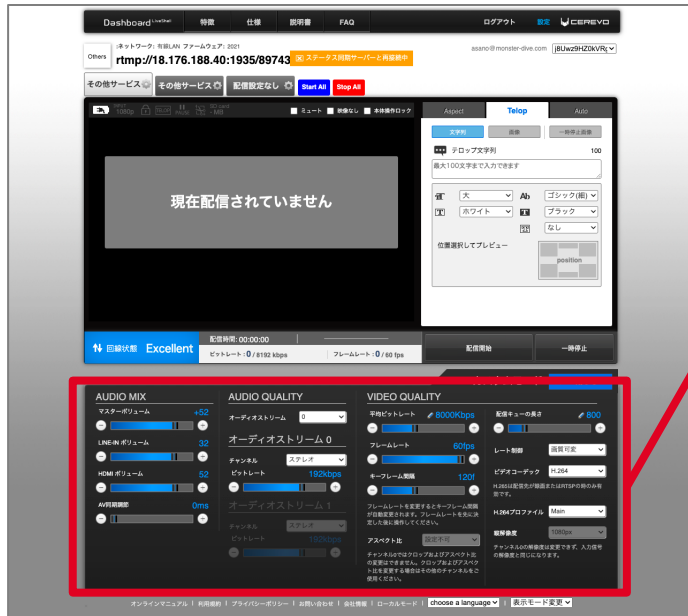 Dashboard LiveShell 特徴 仕様 説明書 FAQ ログアウト 設定 CEREVO
:ネットワーク: 有線LAN ファームウェア: 2021
Others rtmp://18.176.188.40:1935/89743 ステータス同期サーバーと再接続中
asano@monster-dive.com j8Uwz9HZ0kVR(
その他サービス その他サービス 配信設定なし Start All Stop All
INPUT 1080p PAUSE SD card - MB ミュート 映像なし 本体操作ロック
現在配信されていません
Aspect Telop Auto
文字列 画像 一時停止画像
テロップ文字列 100
最大100文字まで入力できます
大 Ab ゴシック(細)
T ホワイト T ブラック
なし
位置選択してプレビュー position
回線状態 Excellent
配信時間: 00:00:00
ビットレート : 0 / 8192 kbps フレームレート : 0 / 60 fps
配信開始 一時停止
AUDIO MIX
マスターボリューム +52
LINE-IN ボリューム 32
HDMI ボリューム 52
AV同期調節 0ms
AUDIO QUALITY
オーディオストリーム 0
オーディオストリーム 0
チャンネル ステレオ
ビットレート 192kbps
オーディオストリーム 1
チャンネル ステレオ
ビットレート 192kbps
VIDEO QUALITY
平均ビットレート 8000Kbps
フレームレート 60fps
キーフレーム間隔 120f
フレームレートを変更するとキーフレーム間隔
が自動変更されます。フレームレートを先に決
定した後に操作してください。
アスペクト比 設定不可
チャンネル0ではクロップおよびアスペクト比
の変更はできません。クロップおよびアスペク
ト比を変更する場合はその他のチャンネルをご
使用ください。
配信キューの長さ 800
レート制御 画質可変
ビデオコーデック H.264
H.265は配信先が録画またはRTSPの時のみ有
効です。
H.264プロファイル Main
縦解像度 1080ps
チャンネル0の解像度は変更できず、入力信号
の解像度と同じになります。
オンラインマニュアル | 利用規約 | プライバシーポリシー | お問い合わせ | 会社情報 | ローカルモード | choose a language | 表示モード変更